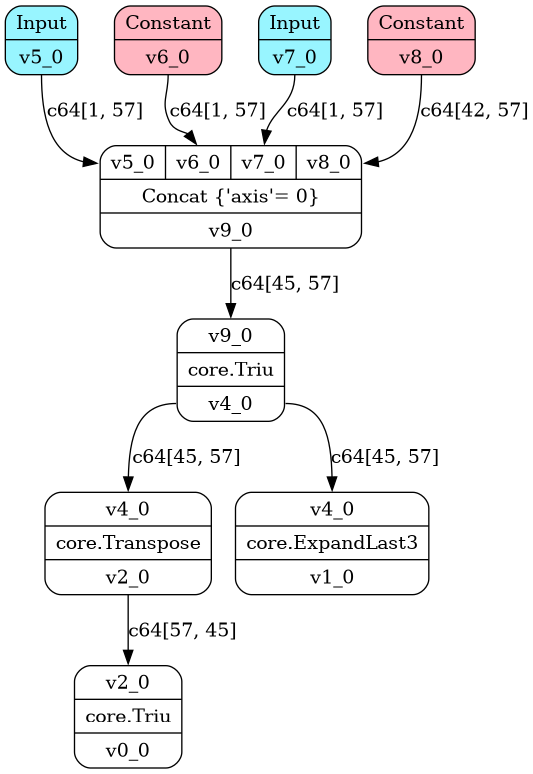 Input
v5_0
Constant
v6_0
Input
v7_0
Constant
v8_0
c64[1, 57]
c64[1, 57]
c64[1, 57]
c64[42, 57]
v5_0 v6_0 v7_0 v8_0
Concat {'axis'= 0}
v9_0
c64[45, 57]
v9_0
core.Triu
v4_0
c64[45, 57]
c64[45, 57]
v4_0
core.Transpose
v2_0
v4_0
core.ExpandLast3
v1_0
c64[57, 45]
v2_0
core.Triu
v0_0